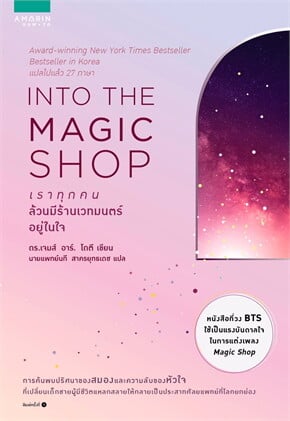 AMARIN
Award-winning New York Times Bestseller
Bestseller in Korea
แปลไปแล้ว 27 ภาษา
INTO THE
MAGIC
SHOP
เราทุกคน
ล้วนมีร้านเวทมนตร์
อยู่ในใจ
ดร.เจมส์ อาร์. โดตี เขียน
นายแพทย์นที สาครยุทธเดช แปล
หนังสือที่วง BTS
ใช้เป็นแรงบันดาลใจ
ในการแต่งเพลง
Magic Shop
การค้นพบปริศนาของสมองและความลับของหัวใจ
ที่เปลี่ยนเด็กชายผู้มีชีวิตแหลกสลายให้กลายเป็นประสาทศัลยแพทย์ที่โลกยกย่อง